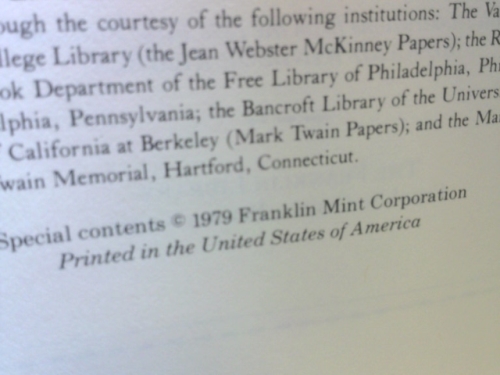 ough the courtesy of the following institutions: The Va
llege Library (the Jean Webster McKinney Papers); the R
ok Department of the Free Library of Philadelphia, Phi
lphia, Pennsylvania; the Bancroft Library of the Univers
f California at Berkeley (Mark Twain Papers); and the Ma
wain Memorial, Hartford, Connecticut.
Special contents © 1979 Franklin Mint Corporation
Printed in the United States of America